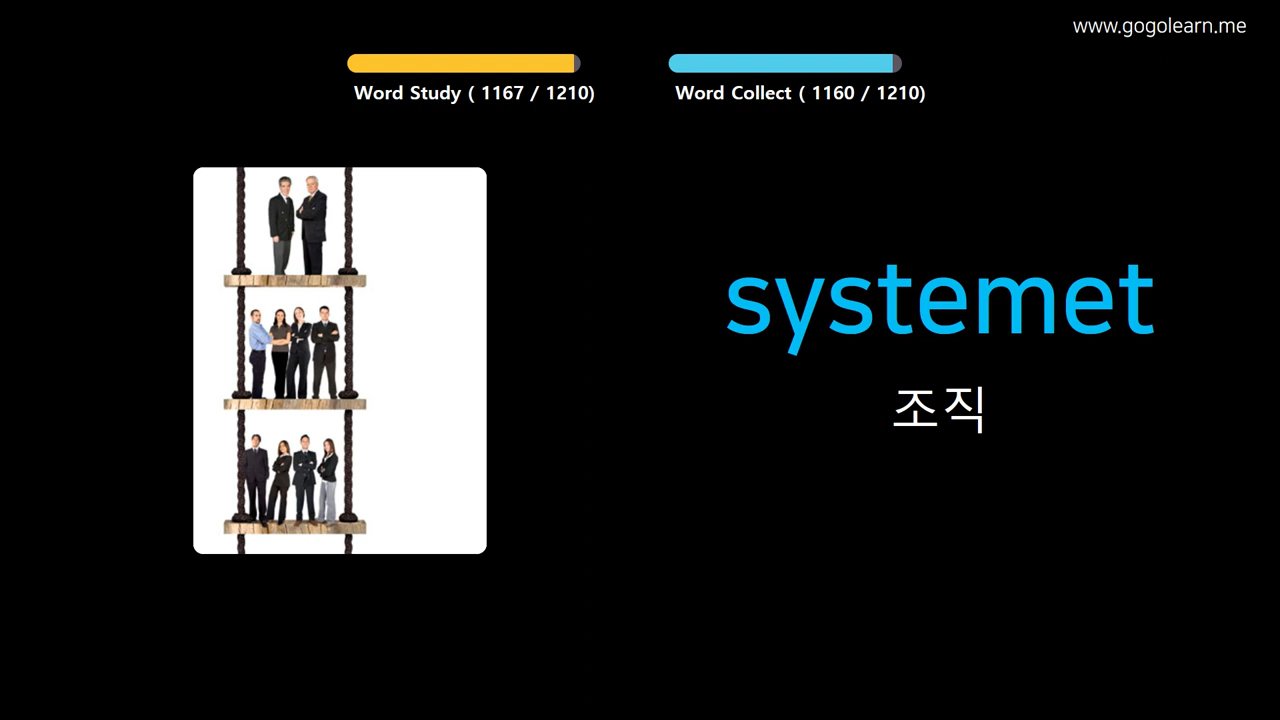 www.gogolearn.me
Word Study ( 1167 / 1210)
Word Collect ( 1160 / 1210)
systemet
조직